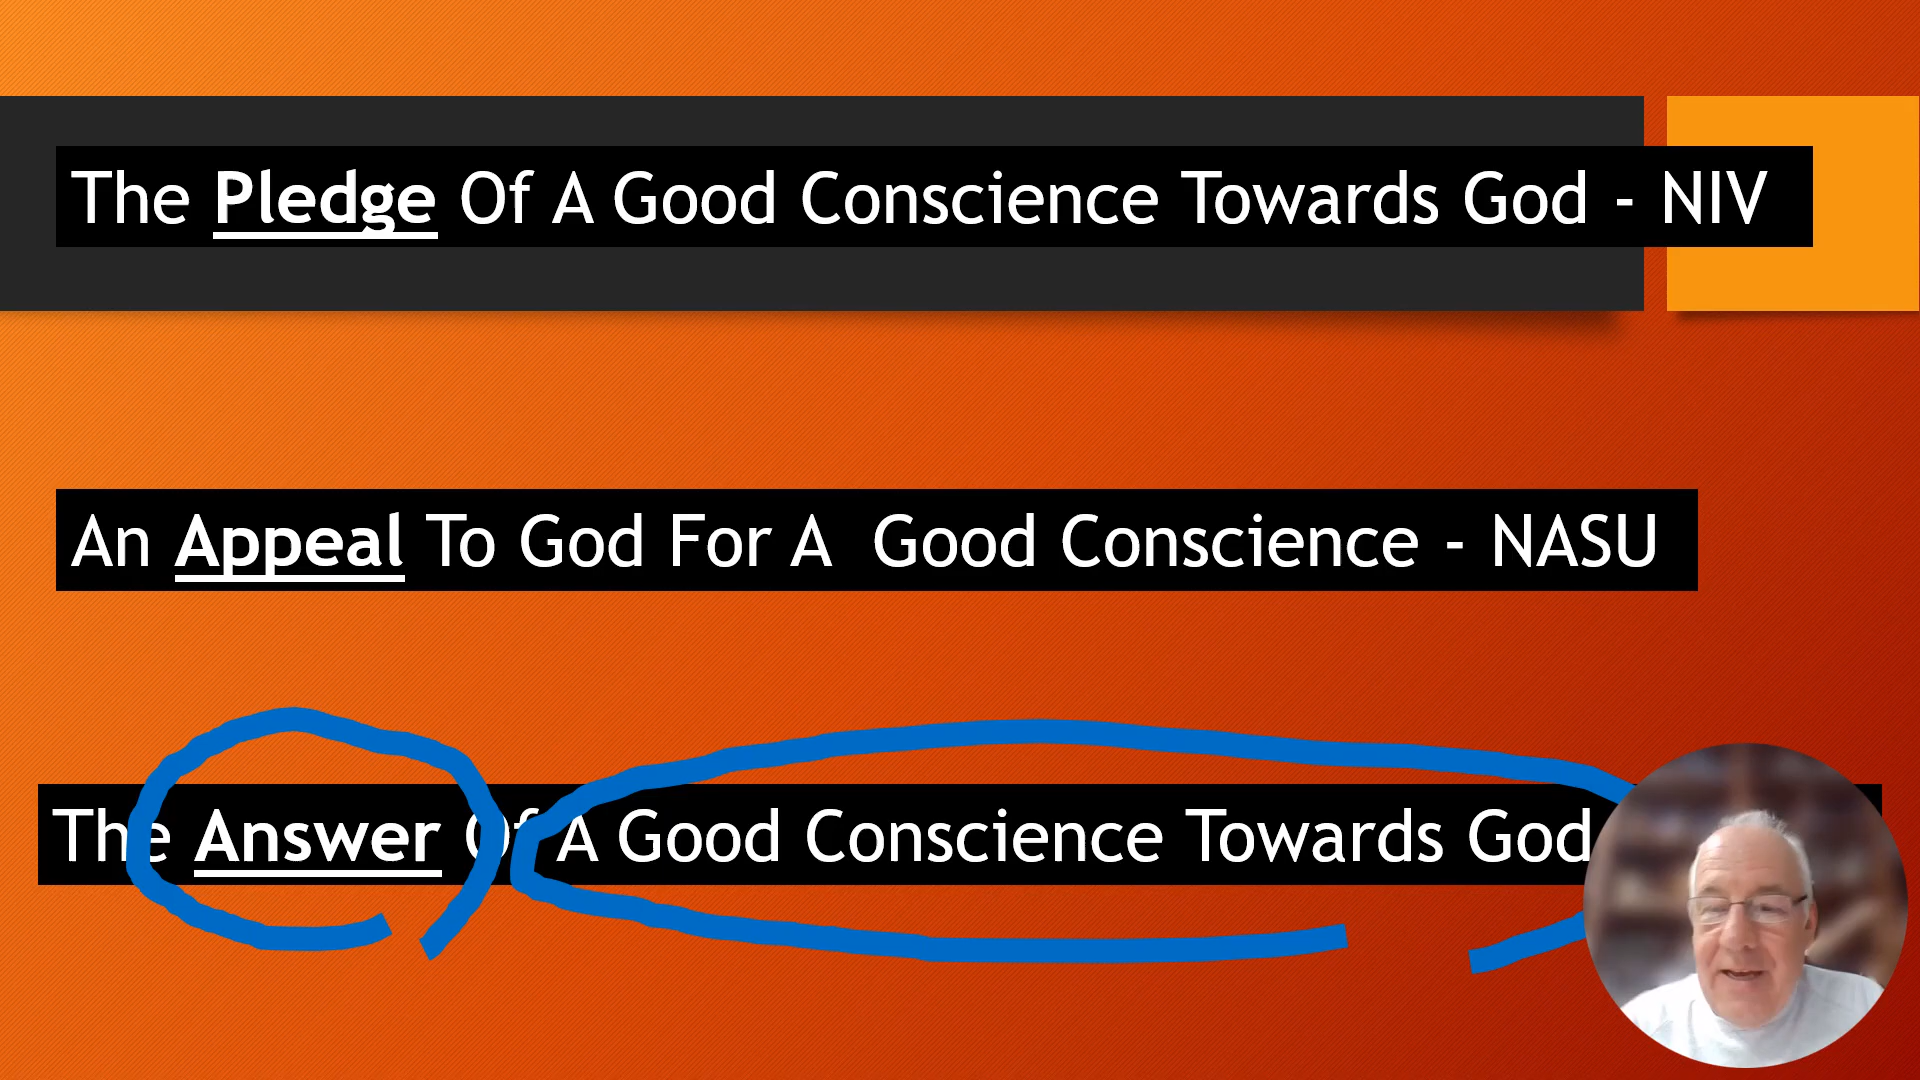 The Pledge Of A Good Conscience Towards God - NIV
An Appeal To God For A Good Conscience - NASU
The Answer Of A Good Conscience Towards God